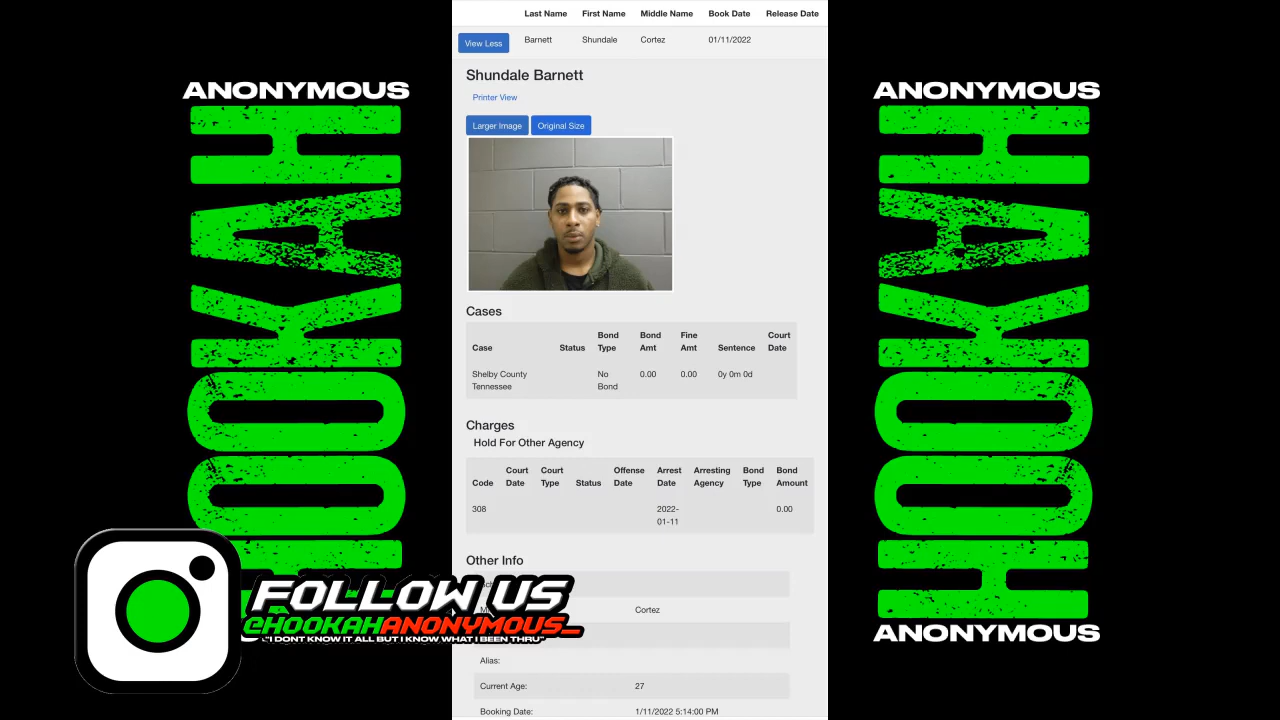 Last Name First Name Middle Name Book Date Release Date
View Less Barnett Shundale Cortez 01/11/2022
Shundale Barnett
Printer View
Larger Image Original Size
Cases
Case Status Bond Type Bond Amt Fine Amt Sentence Court Date
Shelby County Tennessee No Bond 0.00 0.00 0y 0m 0d
Charges
Hold For Other Agency
Code Court Date Court Type Status Offense Date Arrest Date Arresting Agency Bond Type Bond Amount
308 2022-01-11 0.00
Other Info
Cortez
Alias:
Current Age: 27
Booking Date: 1/11/2022 5:14:00 PM
ANONYMOUS
HOOKAH
ANONYMOUS
HOOKAH
ANONYMOUS
FOLLOW US
@HOOKAHANONYMOUS_
"I DONT KNOW IT ALL BUT I KNOW WHAT I BEEN THRU"